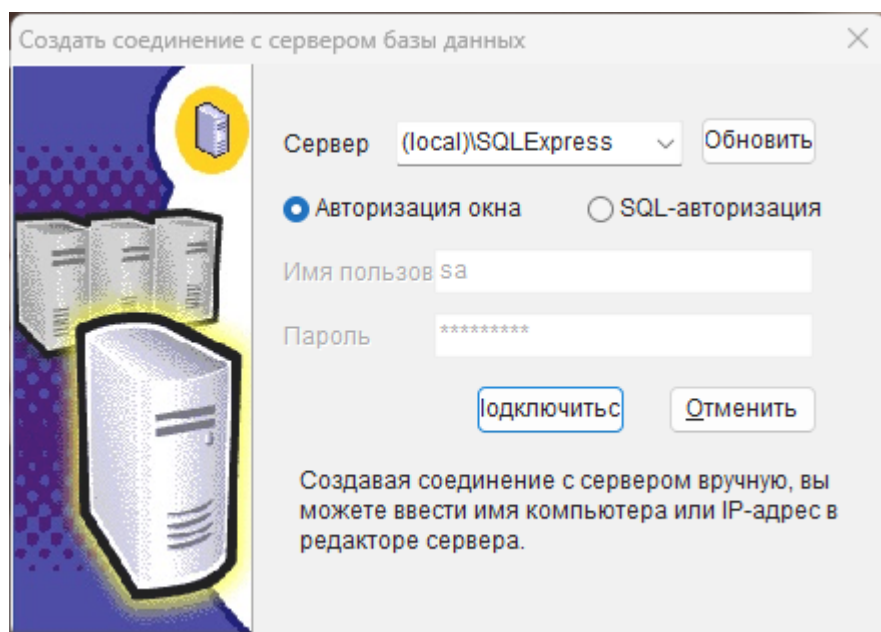 Создать соединение с сервером базы данных
Сервер (local)\SQLExpress Обновить
Авторизация окна SQL-авторизация
Имя пользов sa
Пароль *********
Іодключитьс Отменить
Создавая соединение с сервером вручную, вы
можете ввести имя компьютера или IP-адрес в
редакторе сервера.